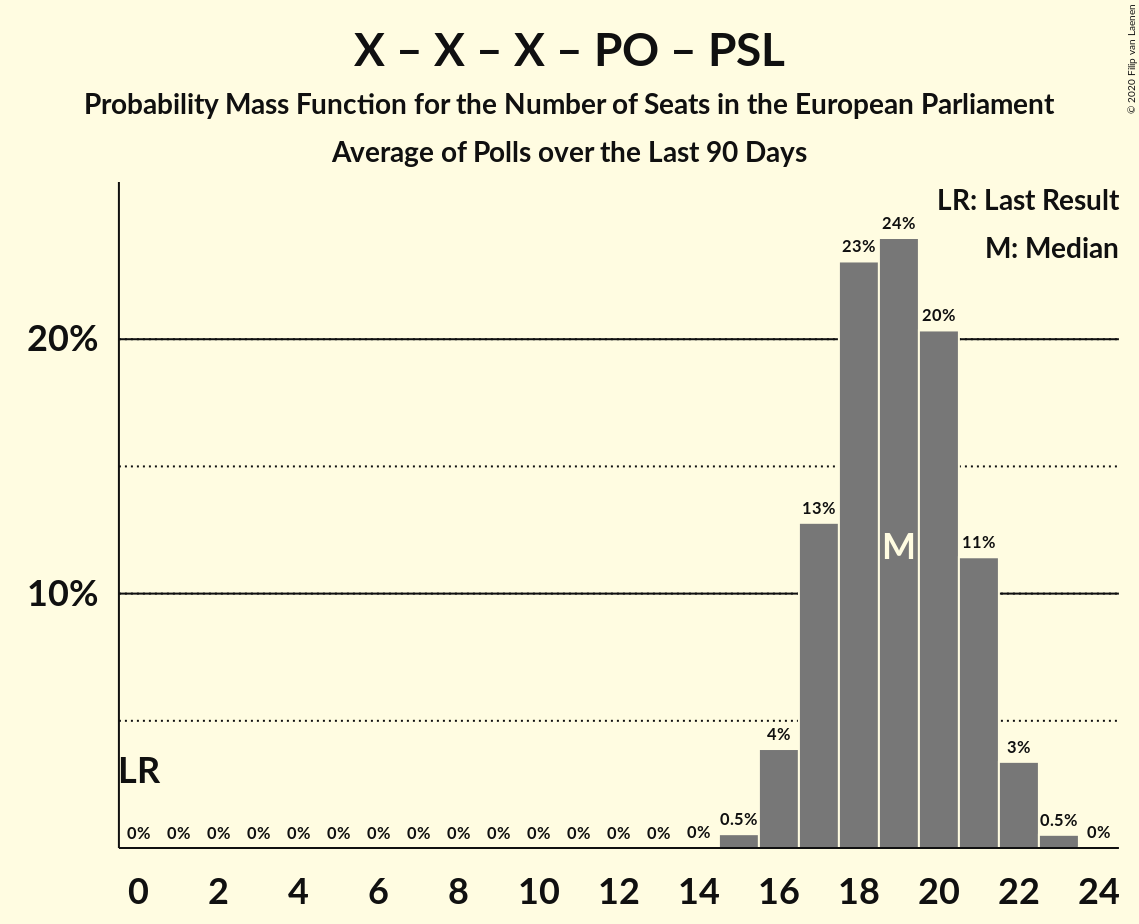 X – X – X – PO – PSL
Probability Mass Function for the Number of Seats in the European Parliament
Average of Polls over the Last 90 Days
© 2020 Filip van Laenen
LR: Last Result
M: Median
20%
10%
LR
0% 0% 0% 0% 0% 0% 0% 0% 0% 0% 0% 0% 0% 0% 0% 0.5% 4% 13% 23% 24% 20% 11% 3% 0.5% 0%
M
0 2 4 6 8 10 12 14 16 18 20 22 24